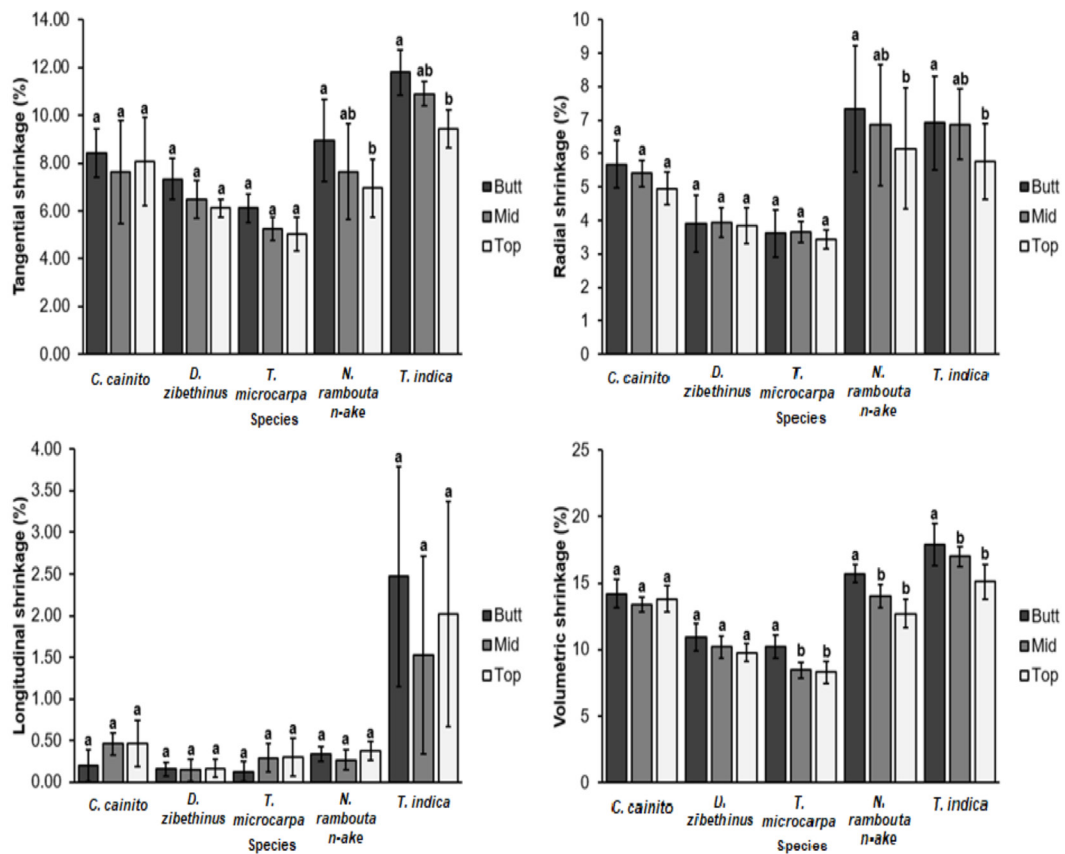 14.00
12.00
10.00
8.00
6.00
4.00
2.00
0.00
Tangential shrinkage (%)
a a a a a a a a a a ab b a ab b
Butt
Mid
Top
C. cainito
D.
zibethinus
T.
microcarpa
N.
rambouta
n-ake
T. indica
Species
10
9
8
7
6
5
4
3
2
1
0
Radial shrinkage (%)
a a a a a a a a a a ab b a ab b
Butt
Mid
Top
C. cainito
D.
zibethinus
T.
microcarpa
N.
rambouta
n-ake
T. indica
Species
4.00
3.50
3.00
2.50
2.00
1.50
1.00
0.50
0.00
Longitudinal shrinkage (%)
a a a a a a a a a a a a a a a
Butt
Mid
Top
C. cainito
D.
zibethinus
T.
microcarpa
N.
rambouta
n-ake
T. indica
Species
25
20
15
10
5
0
Volumetric shrinkage (%)
a a a a a a a b b a b b a b b
Butt
Mid
Top
C. cainito
D.
zibethinus
T.
microcarpa
N.
rambouta
n-ake
T. indica
Species